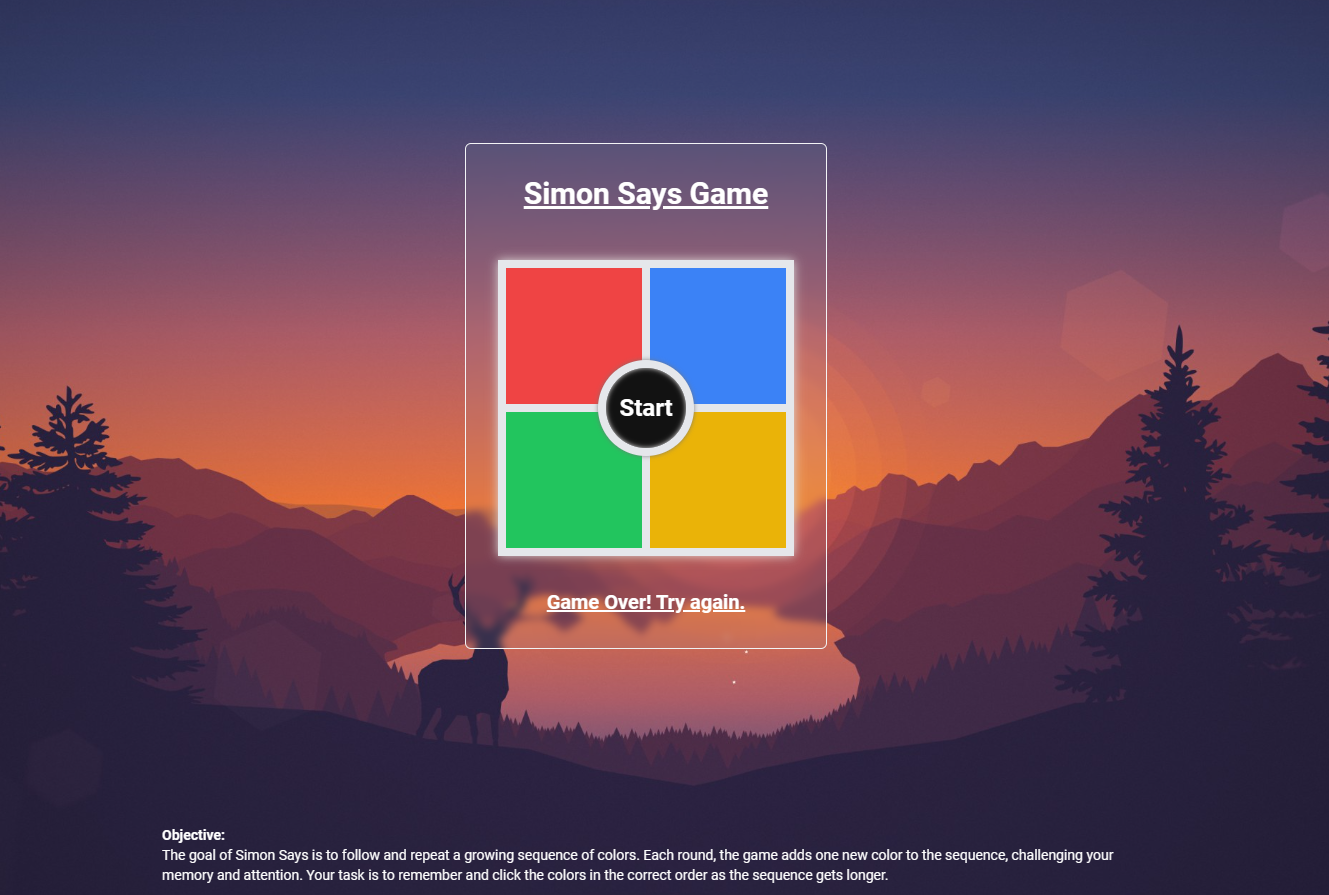 Simon Says Game
Start
Game Over! Try again.
Objective:
The goal of Simon Says is to follow and repeat a growing sequence of colors. Each round, the game adds one new color to the sequence, challenging your
memory and attention. Your task is to remember and click the colors in the correct order as the sequence gets longer.